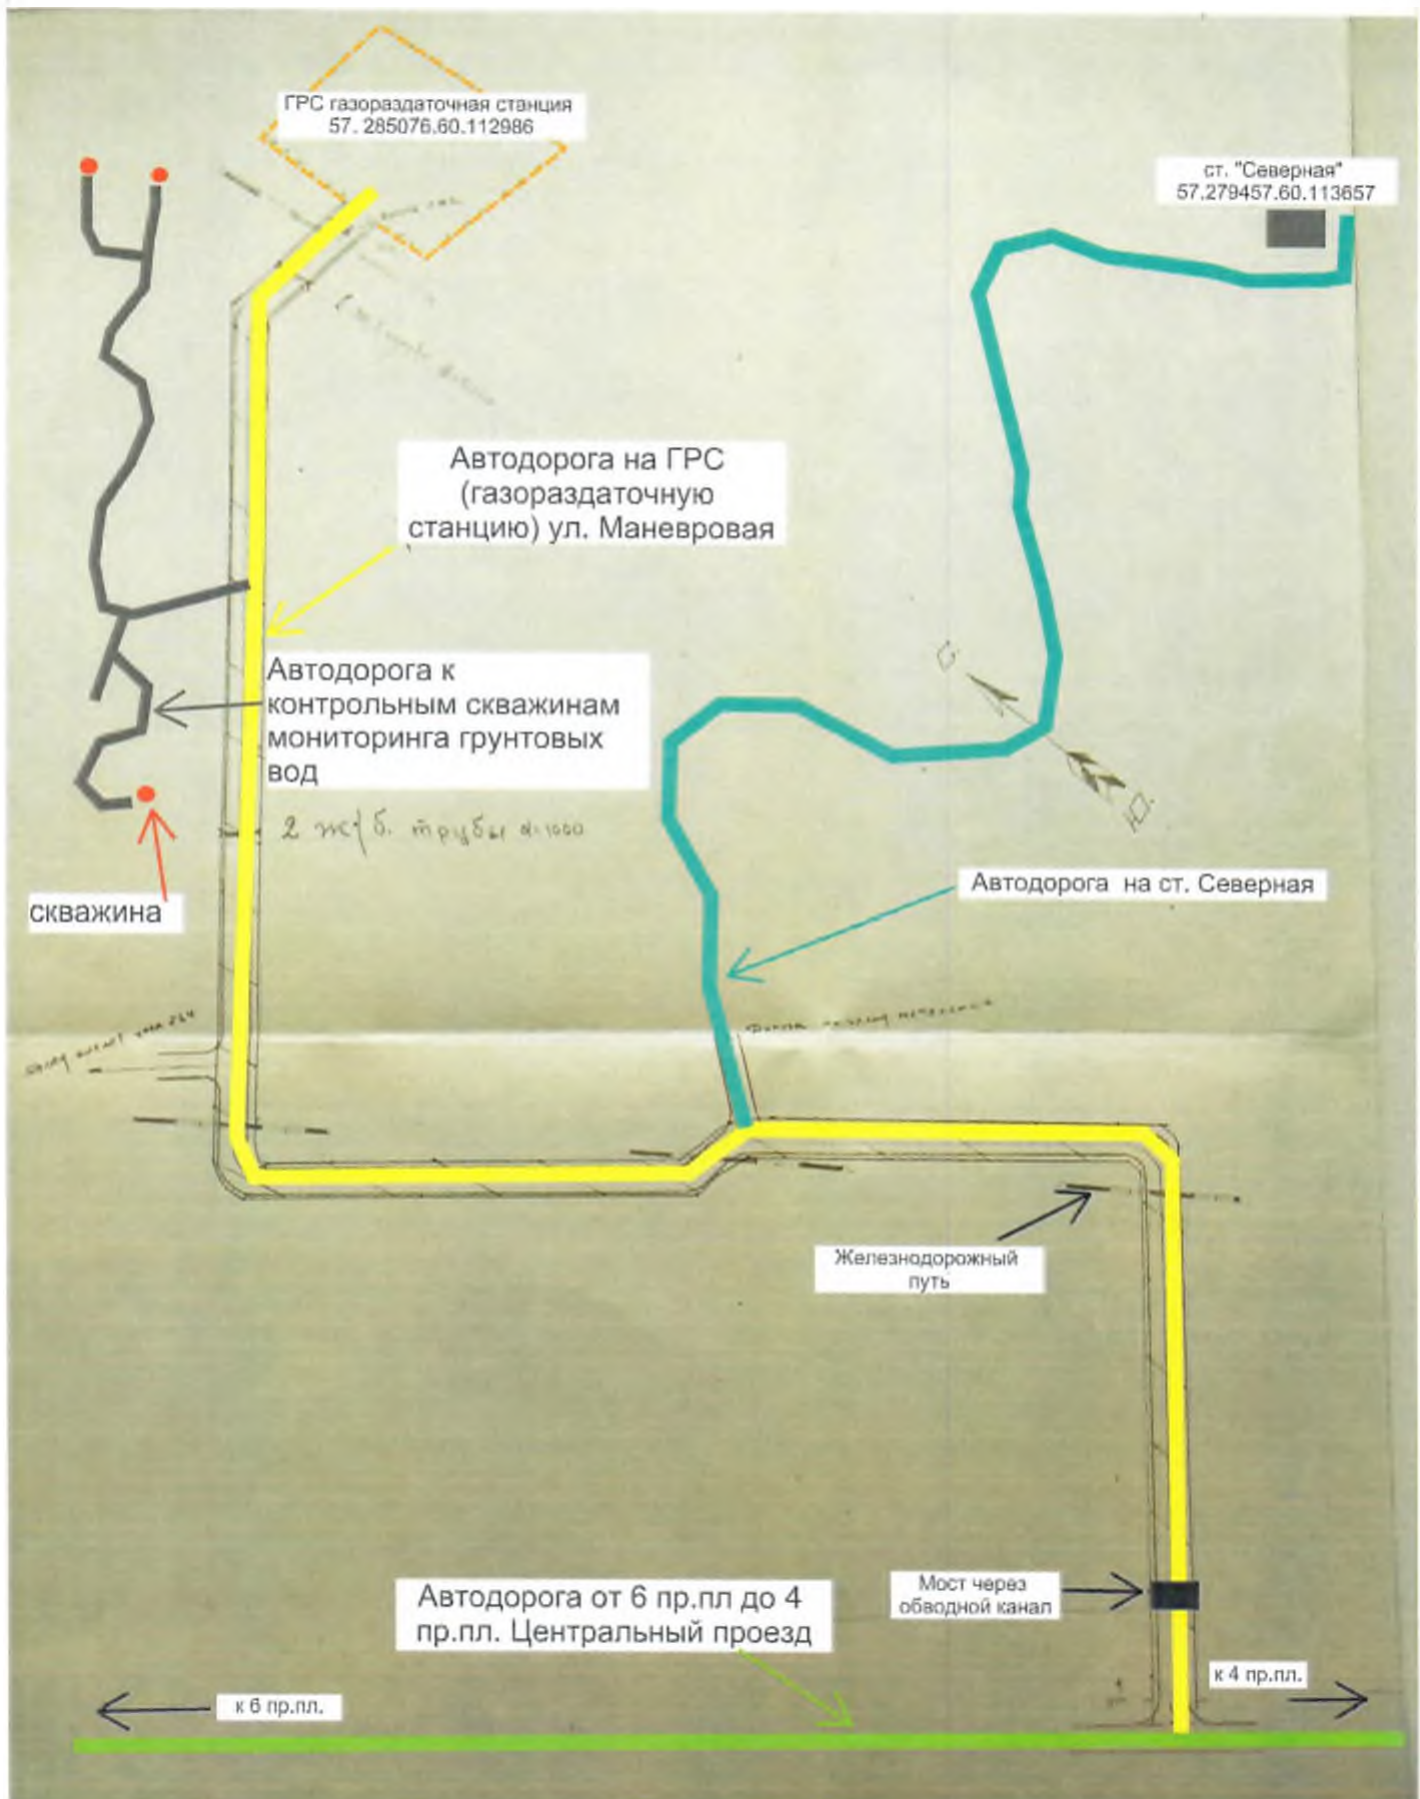 ГРС газораздаточная станция
57. 285076.60.112986
ст. "Северная"
57.279457.60.113657
Автодорога на ГРС
(газораздаточную
станцию) ул. Маневровая
С.
Автодорога к
контрольным скважинам
мониторинга грунтовых
вод
Ю.
2 ж/б. трубы d=1000
Автодорога на ст. Северная
скважина
Железнодорожный
путь
Мост через
обводной канал
Автодорога от 6 пр.пл до 4
пр.пл. Центральный проезд
к 4 пр.пл.
к 6 пр.пл.